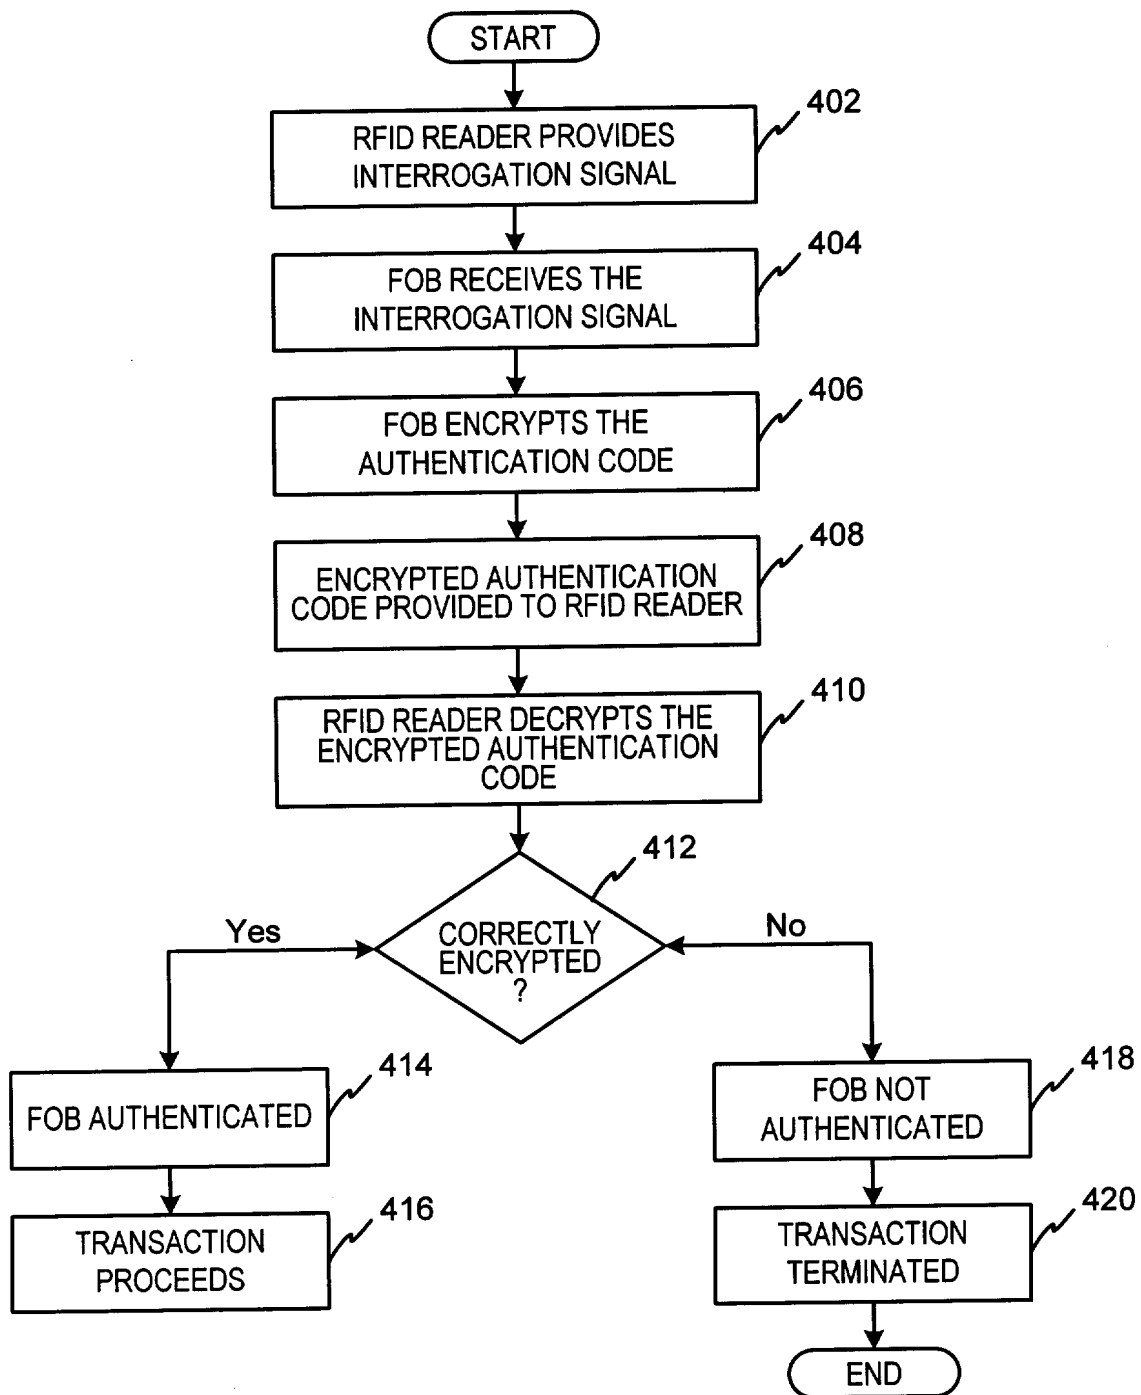 START
402
RFID READER PROVIDES
INTERROGATION SIGNAL
404
FOB RECEIVES THE
INTERROGATION SIGNAL
406
FOB ENCRYPTS THE
AUTHENTICATION CODE
408
ENCRYPTED AUTHENTICATION
CODE PROVIDED TO RFID READER
410
RFID READER DECRYPTS THE
ENCRYPTED AUTHENTICATION
CODE
412
CORRECTLY
ENCRYPTED
?
Yes
No
414
FOB AUTHENTICATED
416
TRANSACTION
PROCEEDS
418
FOB NOT
AUTHENTICATED
420
TRANSACTION
TERMINATED
END